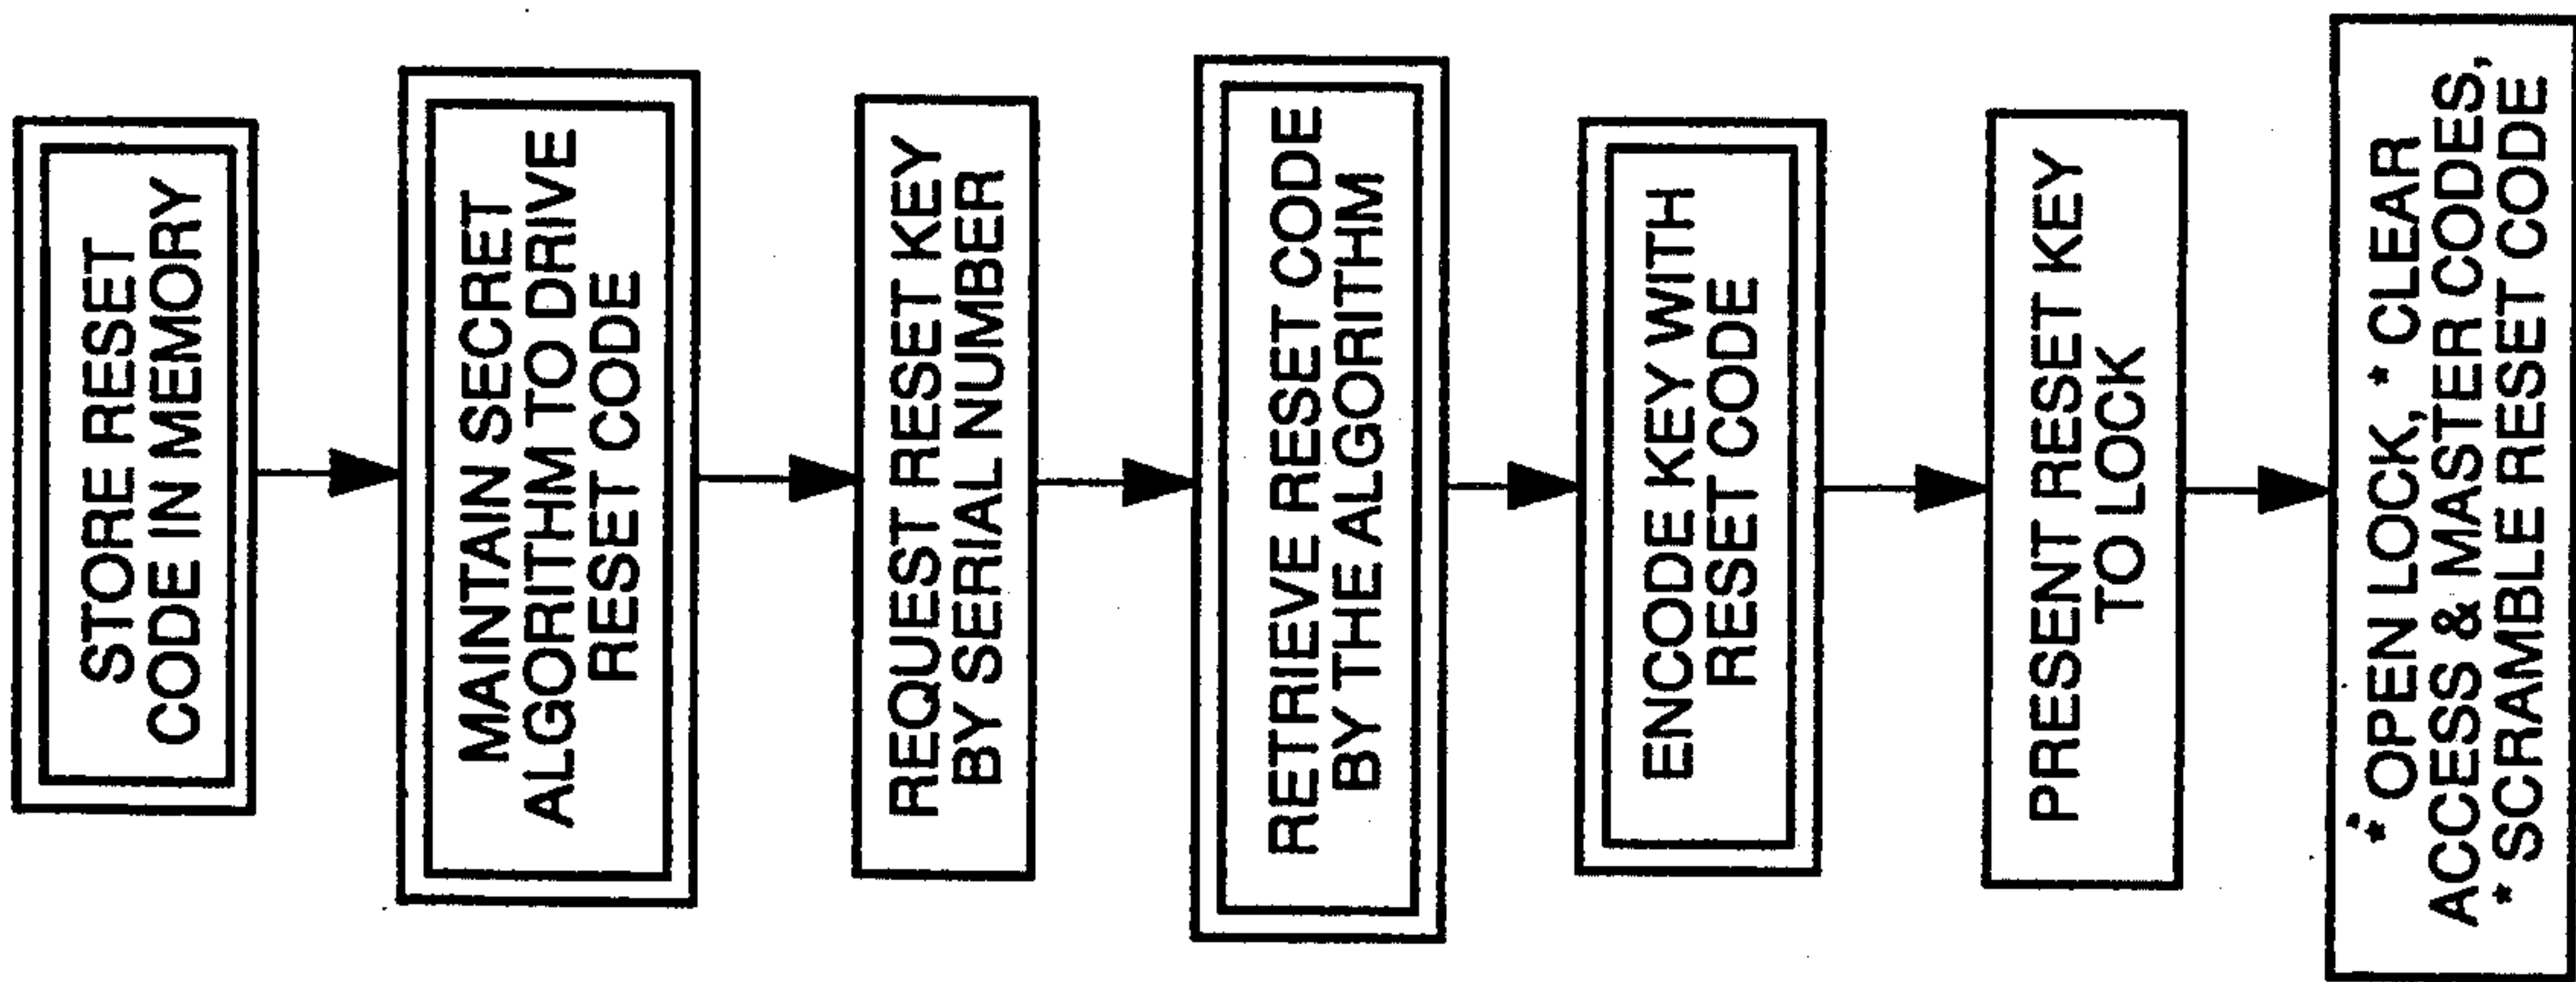 STORE RESET
CODE IN MEMORY
MAINTAIN SECRET
ALGORITHM TO DRIVE
RESET CODE
REQUEST RESET KEY
BY SERIAL NUMBER
RETRIEVE RESET CODE
BY THE ALGORITHM
ENCODE KEY WITH
RESET CODE
PRESENT RESET KEY
TO LOCK
* OPEN LOCK, * CLEAR
ACCESS & MASTER CODES,
* SCRAMBLE RESET CODE